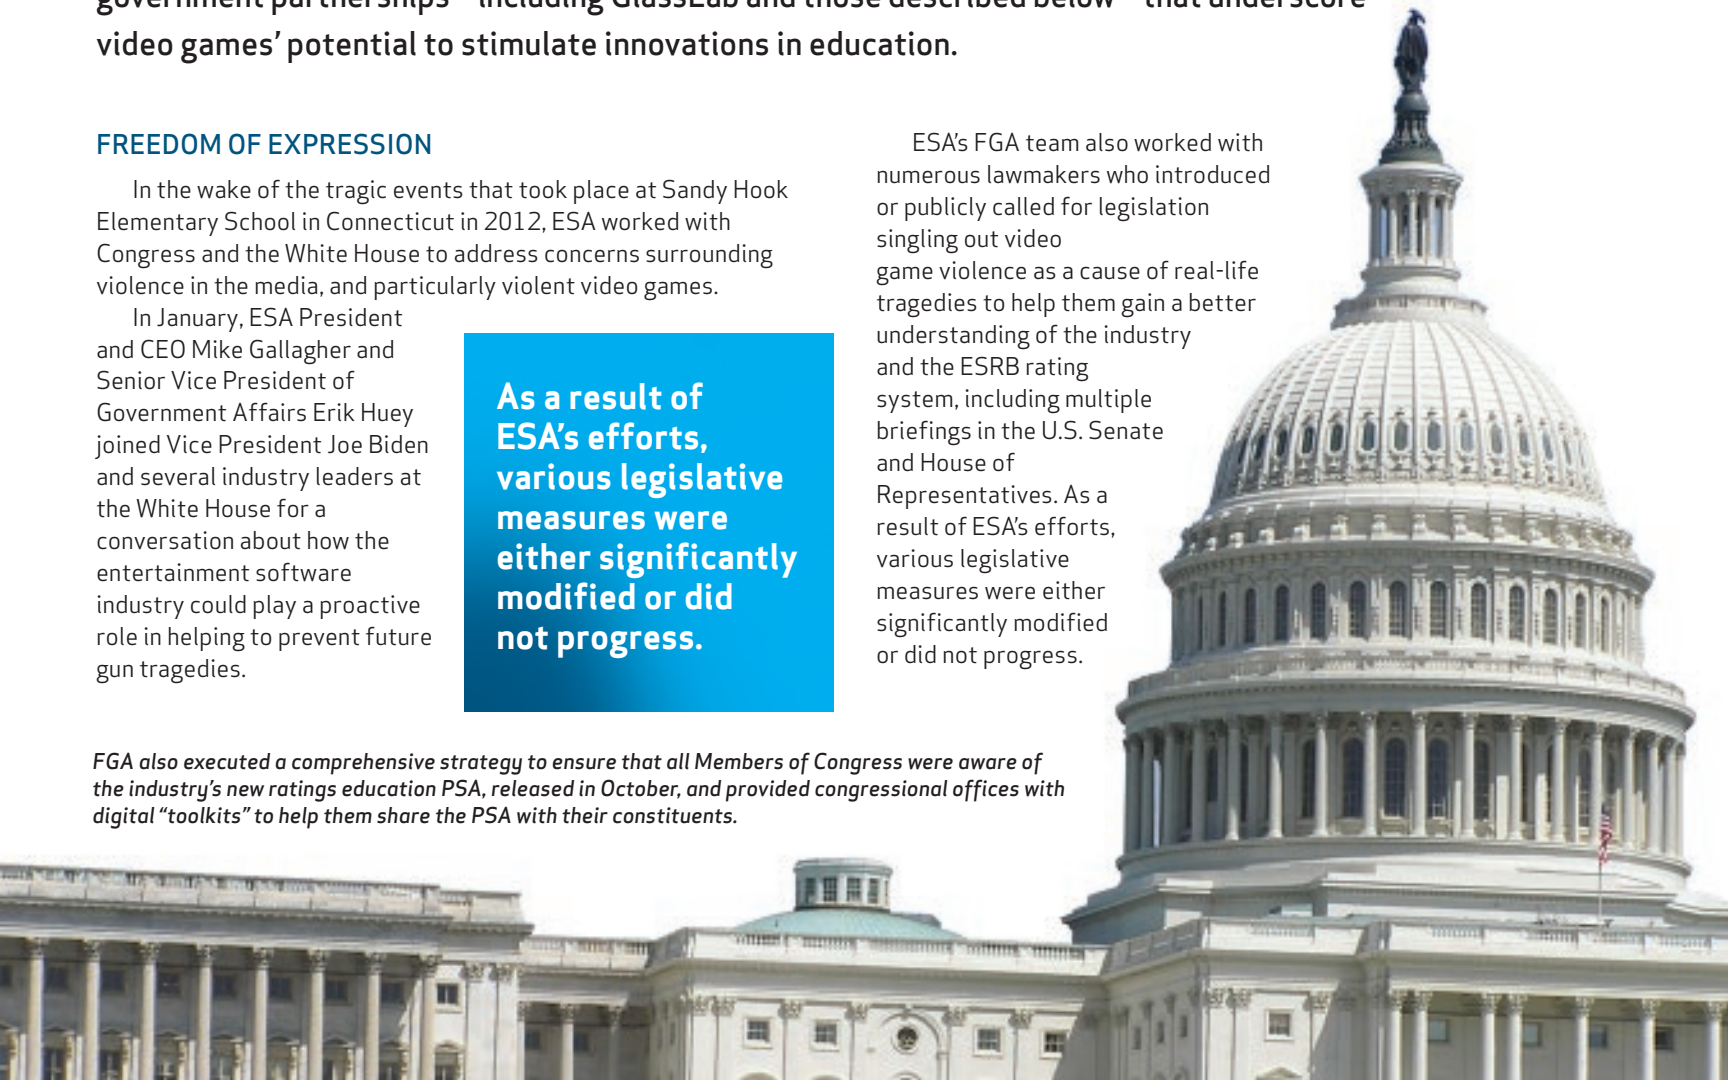 government partnerships—including GlassLab and those described below—that underscore
video games’ potential to stimulate innovations in education.
FREEDOM OF EXPRESSION
In the wake of the tragic events that took place at Sandy Hook
Elementary School in Connecticut in 2012, ESA worked with
Congress and the White House to address concerns surrounding
violence in the media, and particularly violent video games.
In January, ESA President
and CEO Mike Gallagher and
Senior Vice President of
Government Affairs Erik Huey
joined Vice President Joe Biden
and several industry leaders at
the White House for a
conversation about how the
entertainment software
industry could play a proactive
role in helping to prevent future
gun tragedies.
As a result of
ESA’s efforts,
various legislative
measures were
either significantly
modified or did
not progress.
ESA’s FGA team also worked with
numerous lawmakers who introduced
or publicly called for legislation
singling out video
game violence as a cause of real-life
tragedies to help them gain a better
understanding of the industry
and the ESRB rating
system, including multiple
briefings in the U.S. Senate
and House of
Representatives. As a
result of ESA’s efforts,
various legislative
measures were either
significantly modified
or did not progress.
FGA also executed a comprehensive strategy to ensure that all Members of Congress were aware of
the industry’s new ratings education PSA, released in October, and provided congressional offices with
digital “toolkits” to help them share the PSA with their constituents.